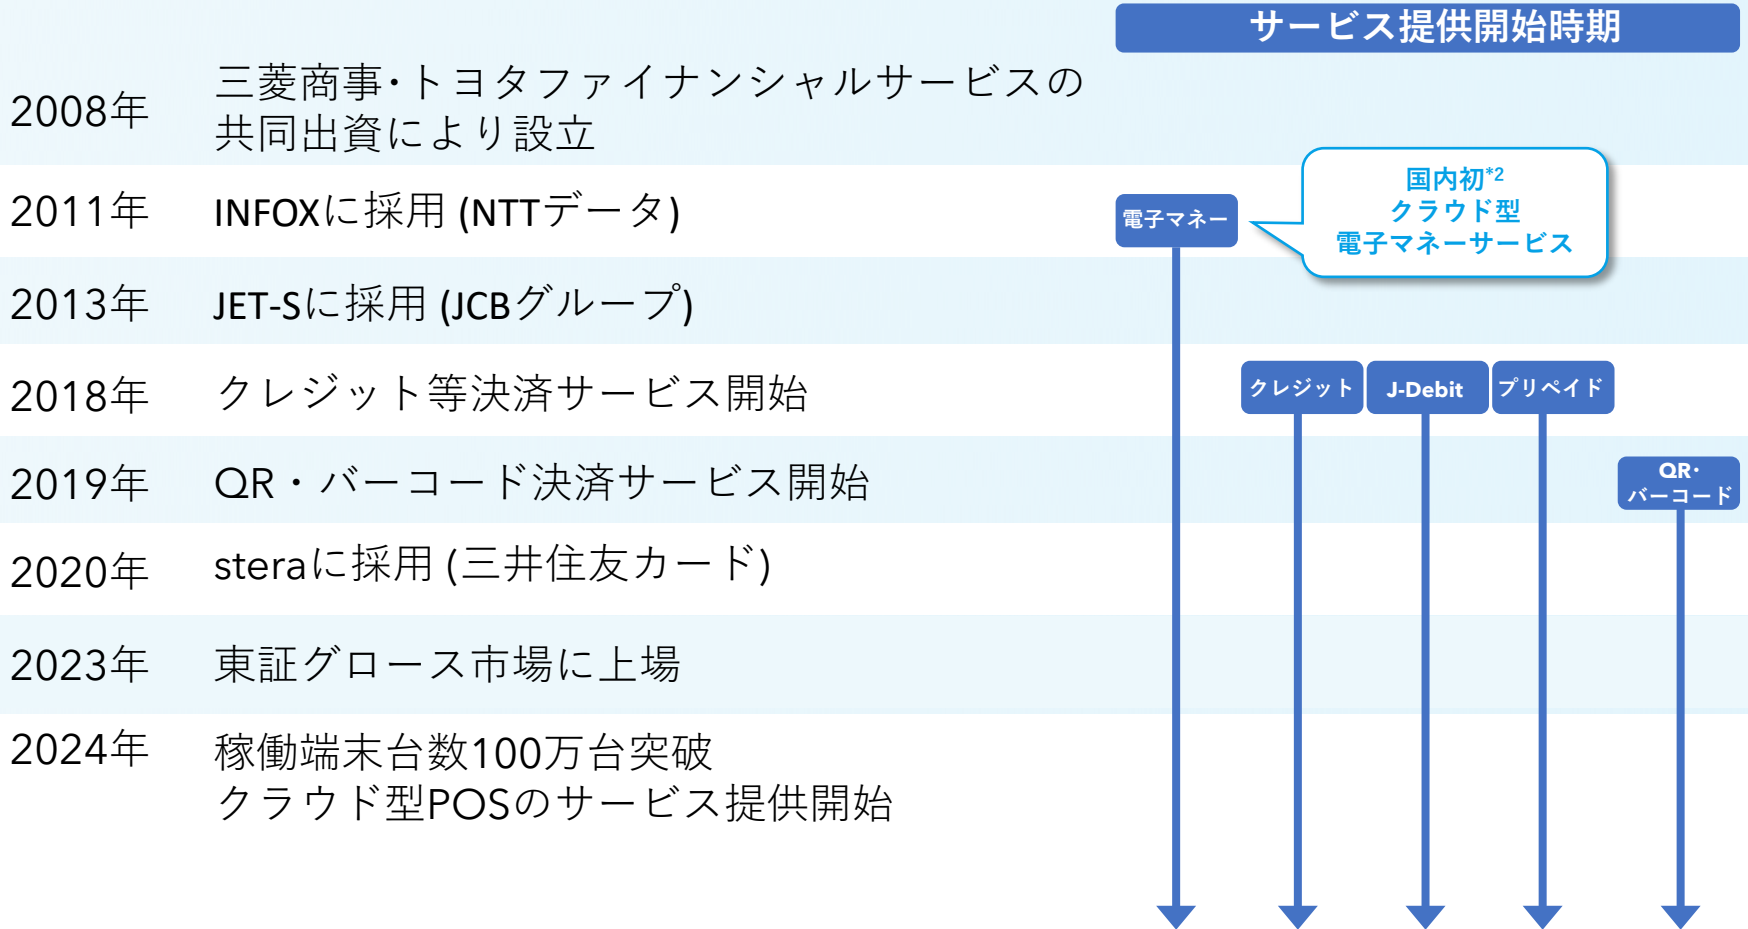 サービス提供開始時期
2008年
三菱商事･トヨタファイナンシャルサービスの
共同出資により設立
2011年
INFOXに採用 (NTTデータ)
電子マネー
国内初*2
クラウド型
電子マネーサービス
2013年
JET-Sに採用 (JCBグループ)
2018年
クレジット等決済サービス開始
クレジット
J-Debit
プリペイド
2019年
QR・バーコード決済サービス開始
QR･
バーコード
2020年
steraに採用 (三井住友カード)
2023年
東証グロース市場に上場
2024年
稼働端末台数100万台突破
クラウド型POSのサービス提供開始